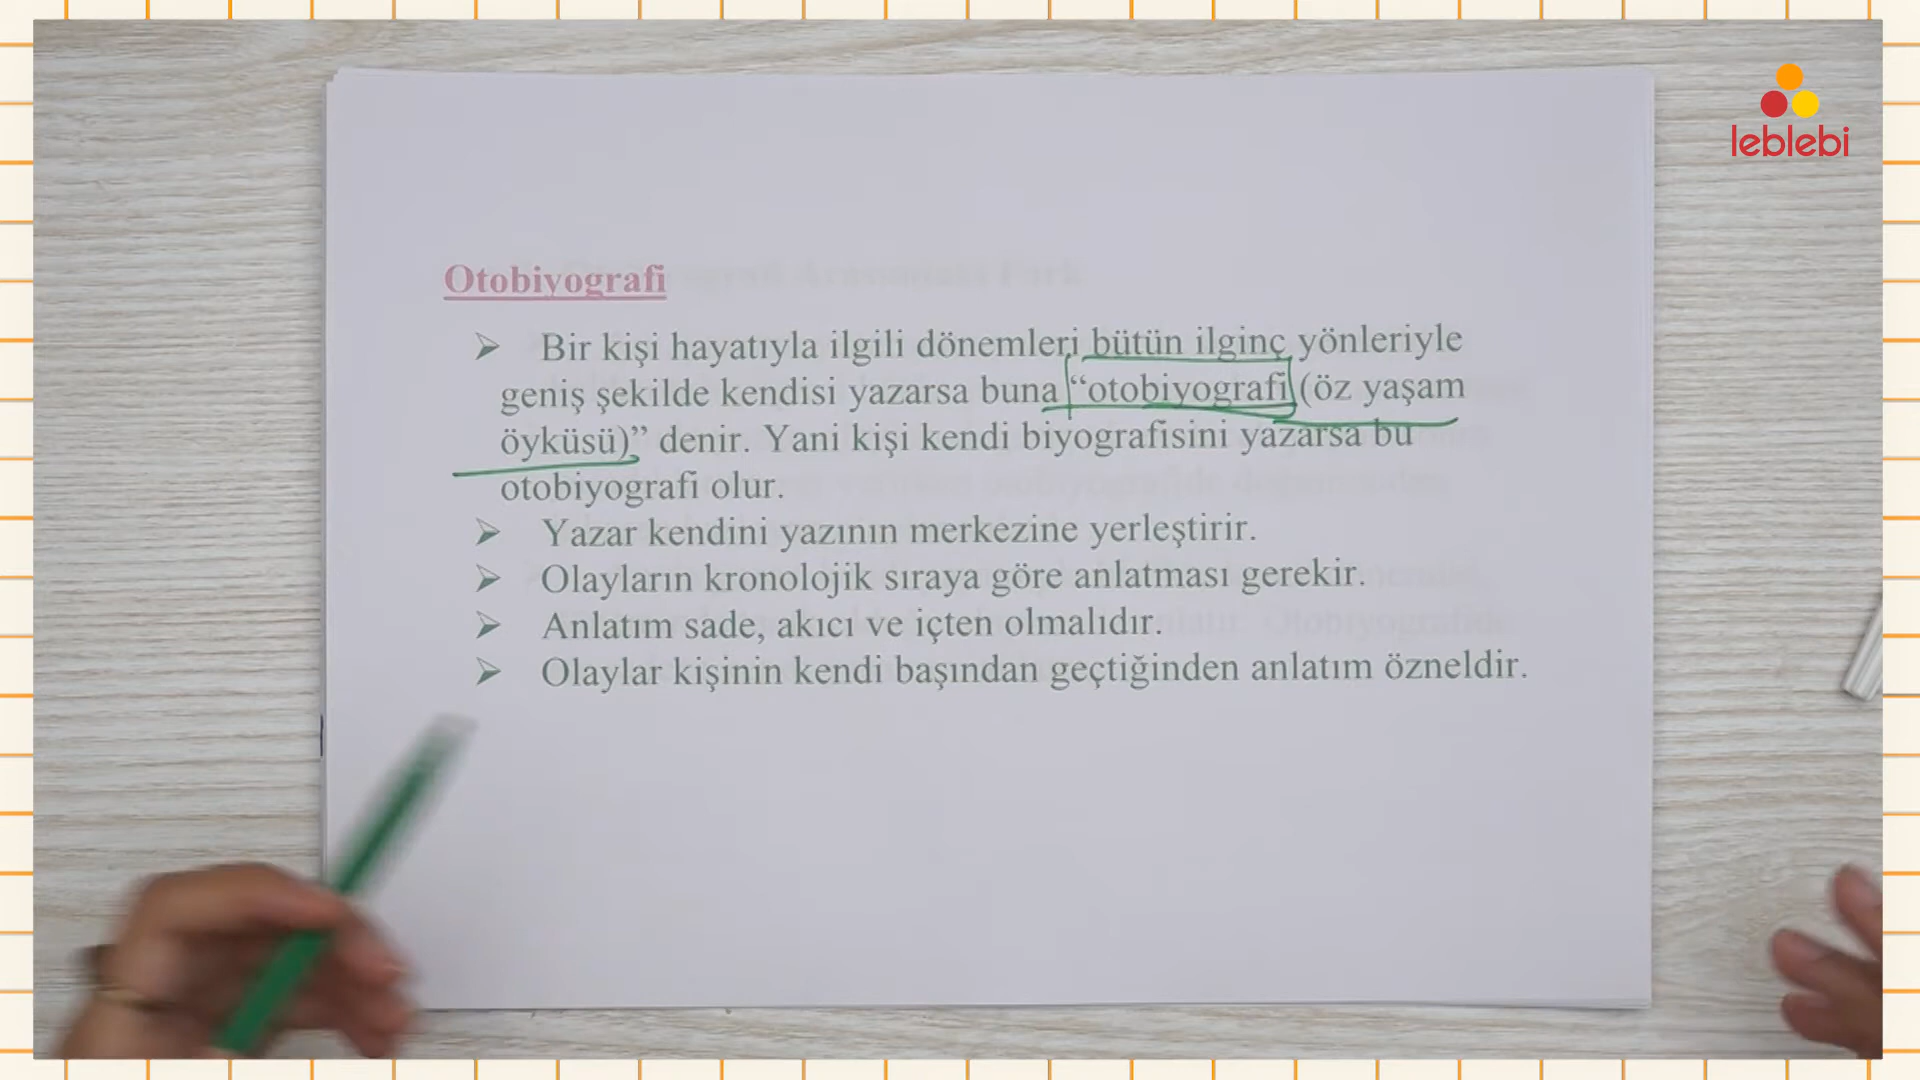 leblebi
Otobiyografi
➢ Bir kişi hayatıyla ilgili dönemleri bütün ilginç yönleriyle
geniş şekilde kendisi yazarsa buna “otobiyografi (öz yaşam
öyküsü)” denir. Yani kişi kendi biyografisini yazarsa bu
otobiyografi olur.
➢ Yazar kendini yazının merkezine yerleştirir.
➢ Olayların kronolojik sıraya göre anlatması gerekir.
➢ Anlatım sade, akıcı ve içten olmalıdır.
➢ Olaylar kişinin kendi başından geçtiğinden anlatım özneldir.